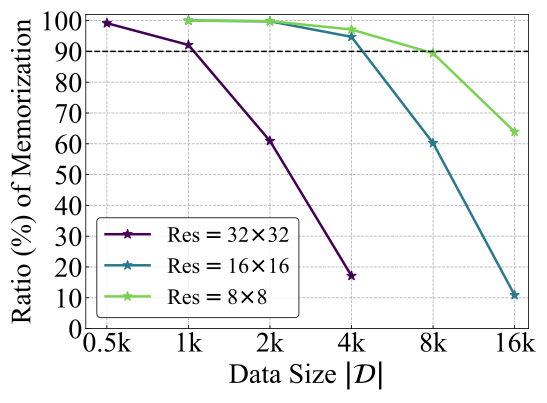 Ratio (%) of Memorization
100
90
80
70
60
50
40
30
20
10
0
Res = 32×32
Res = 16×16
Res = 8×8
0.5k 1k 2k 4k 8k 16k
Data Size |𝒟|